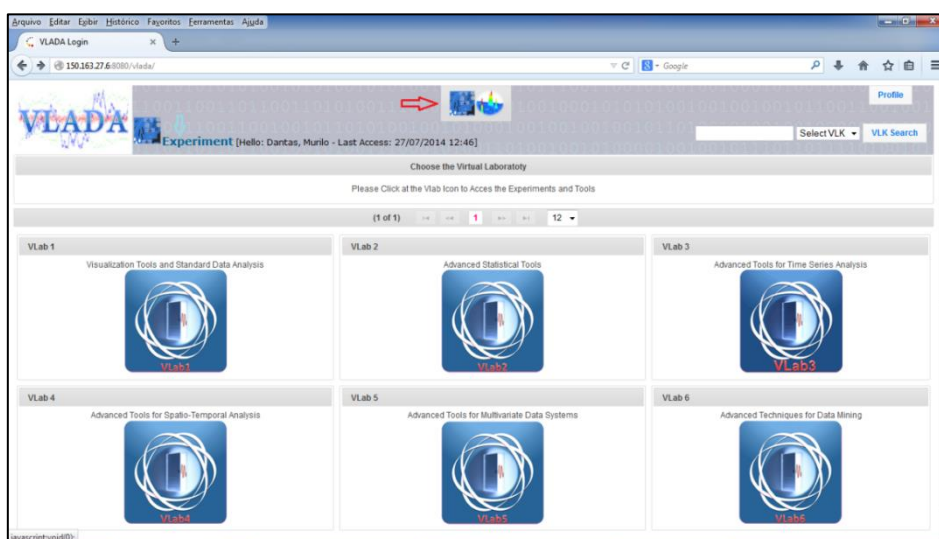 Arquivo Editar Exibir Histórico Favoritos Ferramentas Ajuda
VLADA Login
150.163.27.6:8080/vlada/
Google
VLADA
Profile
Experiment [Hello: Dantas, Murilo - Last Access: 27/07/2014 12:46]
Select VLK
VLK Search
Choose the Virtual Laboratoty
Please Click at the Vlab Icon to Acces the Experiments and Tools
(1 of 1) 1 12
VLab 1 VLab 2 VLab 3
Visualization Tools and Standard Data Analysis Advanced Statistical Tools Advanced Tools for Time Series Analysis
VLab1 VLab2 VLab3
VLab 4 VLab 5 VLab 6
Advanced Tools for Spatio-Temporal Analysis Advanced Tools for Multivariate Data Systems Advanced Techniques for Data Mining
VLab4 VLab5 VLab6
javascript:void(0);